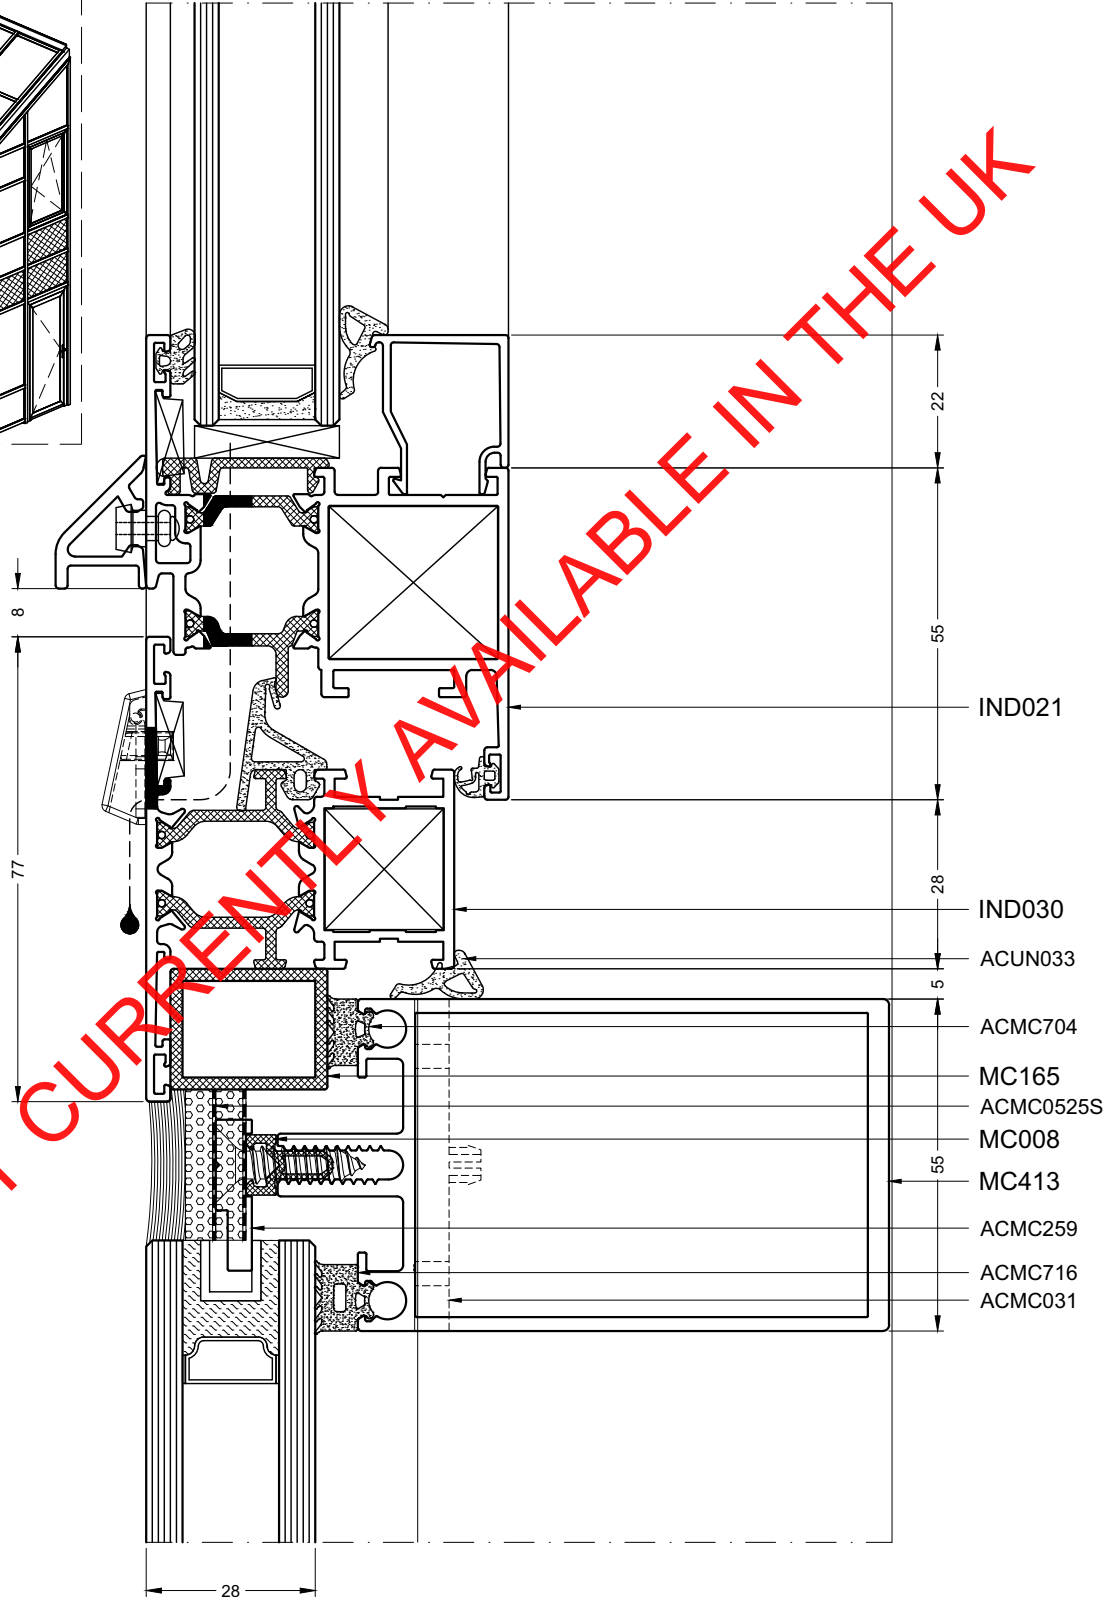 CURRENTLY AVAILABLE IN THE UK
22
8
55
IND021
77
28
IND030
ACUN033
5
ACMC704
MC165
ACMC0525S
MC008
55
MC413
ACMC259
ACMC716
ACMC031
28